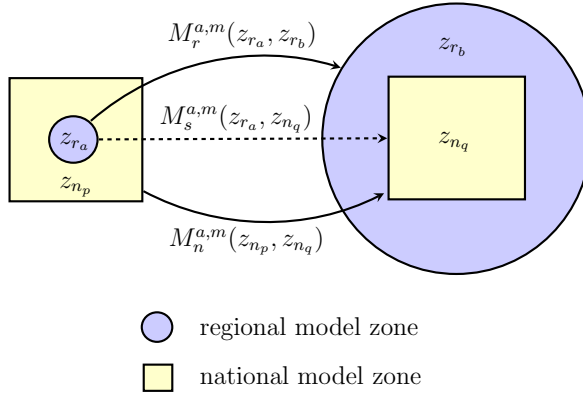 $M_r^{a,m}(z_{r_a}, z_{r_b})$
$z_{r_b}$
$M_s^{a,m}(z_{r_a}, z_{n_q})$
$z_{r_a}$
$z_{n_q}$
$z_{n_p}$
$M_n^{a,m}(z_{n_p}, z_{n_q})$
regional model zone
national model zone